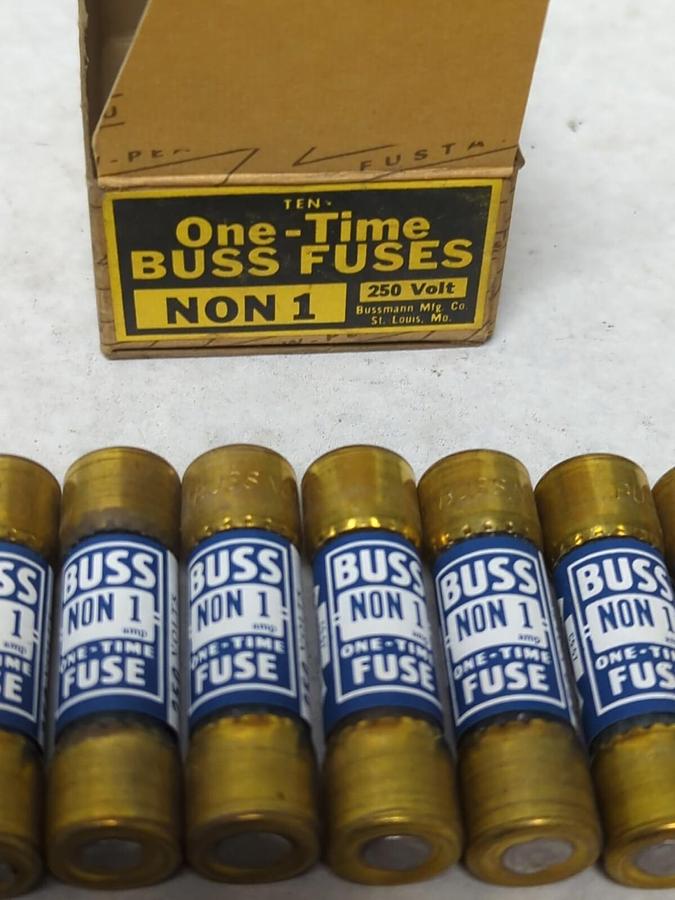 FUSTA
TEN
One-Time
BUSS FUSES
NON 1
250 Volt
Bussmann Mfg. Co.
St. Louis, Mo.
BUSS
NON 1
amp
ONE-TIME
FUSE
BUSS
NON 1
amp
ONE-TIME
FUSE
BUSS
NON 1
ONE-TIME
FUSE
BUSS
NON 1
amp
ONE-TIME
FUSE
BUSS
NON 1
ONE-TIME
FUS